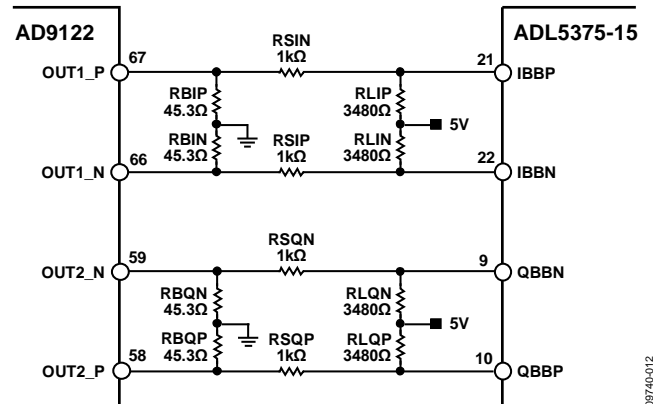 AD9122
ADL5375-15
67
RSIN
1kΩ
21
OUT1_P
IBBP
RBIP
45.3Ω
RLIP
3480Ω
5V
RBIN
45.3Ω
RSIP
1kΩ
RLIN
3480Ω
66
22
OUT1_N
IBBN
RSQN
1kΩ
59
9
OUT2_N
QBBN
RBQN
45.3Ω
RLQN
3480Ω
5V
RBQP
45.3Ω
RSQP
1kΩ
RLQP
3480Ω
58
10
OUT2_P
QBBP
09740-012